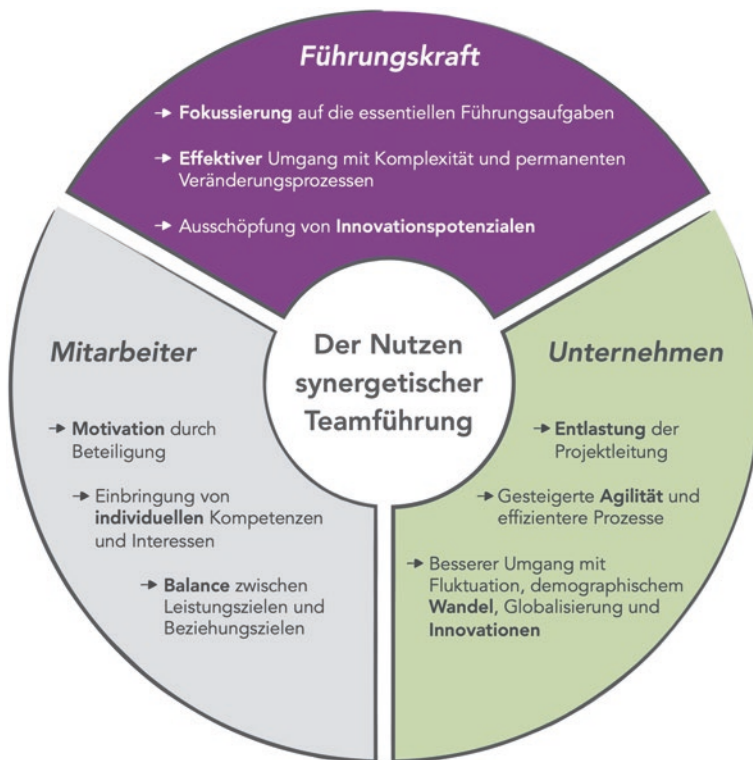 Führungskraft
→ Fokussierung auf die essentiellen Führungsaufgaben
→ Effektiver Umgang mit Komplexität und permanenten
Veränderungsprozessen
→ Ausschöpfung von Innovationspotenzialen
Der Nutzen
synergetischer
Teamführung
Mitarbeiter
→ Motivation durch
Beteiligung
→ Einbringung von
individuellen Kompetenzen
und Interessen
→ Balance zwischen
Leistungszielen und
Beziehungszielen
Unternehmen
→ Entlastung der
Projektleitung
→ Gesteigerte Agilität und
effizientere Prozesse
→ Besserer Umgang mit
Fluktuation, demographischem
Wandel, Globalisierung und
Innovationen